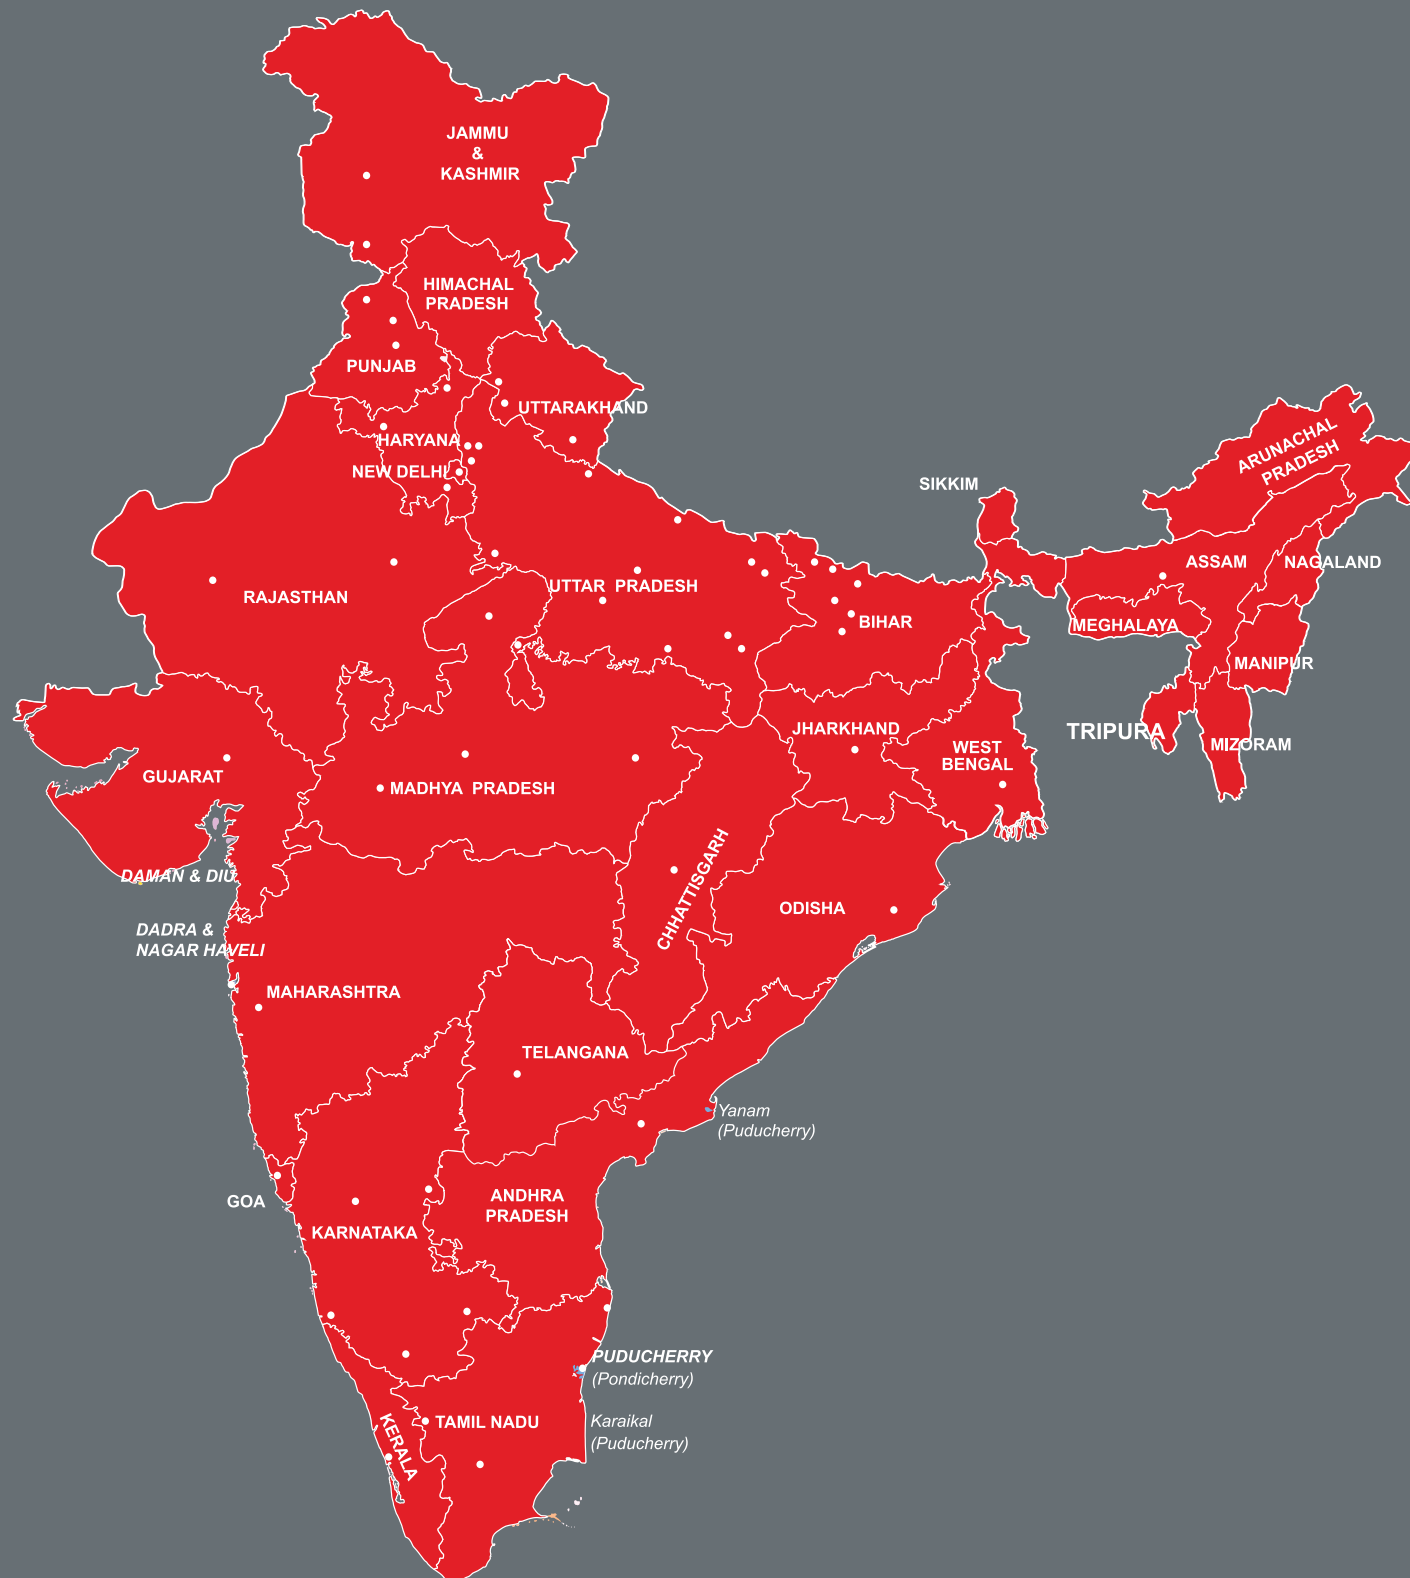 JAMMU
&
KASHMIR
HIMACHAL
PRADESH
PUNJAB
UTTARAKHAND
HARYANA
NEW DELHI
ARUNACHAL
PRADESH
SIKKIM
RAJASTHAN
UTTAR PRADESH
BIHAR
ASSAM
NAGALAND
MEGHALAYA
MANIPUR
TRIPURA
MIZORAM
GUJARAT
MADHYA PRADESH
JHARKHAND
WEST
BENGAL
CHHATTISGARH
ODISHA
DAMAN & DIU
DADRA &
NAGAR HAVELI
MAHARASHTRA
TELANGANA
Yanam
(Puducherry)
GOA
KARNATAKA
ANDHRA
PRADESH
PUDUCHERRY
(Pondicherry)
KERALA
TAMIL NADU
Karaikal
(Puducherry)